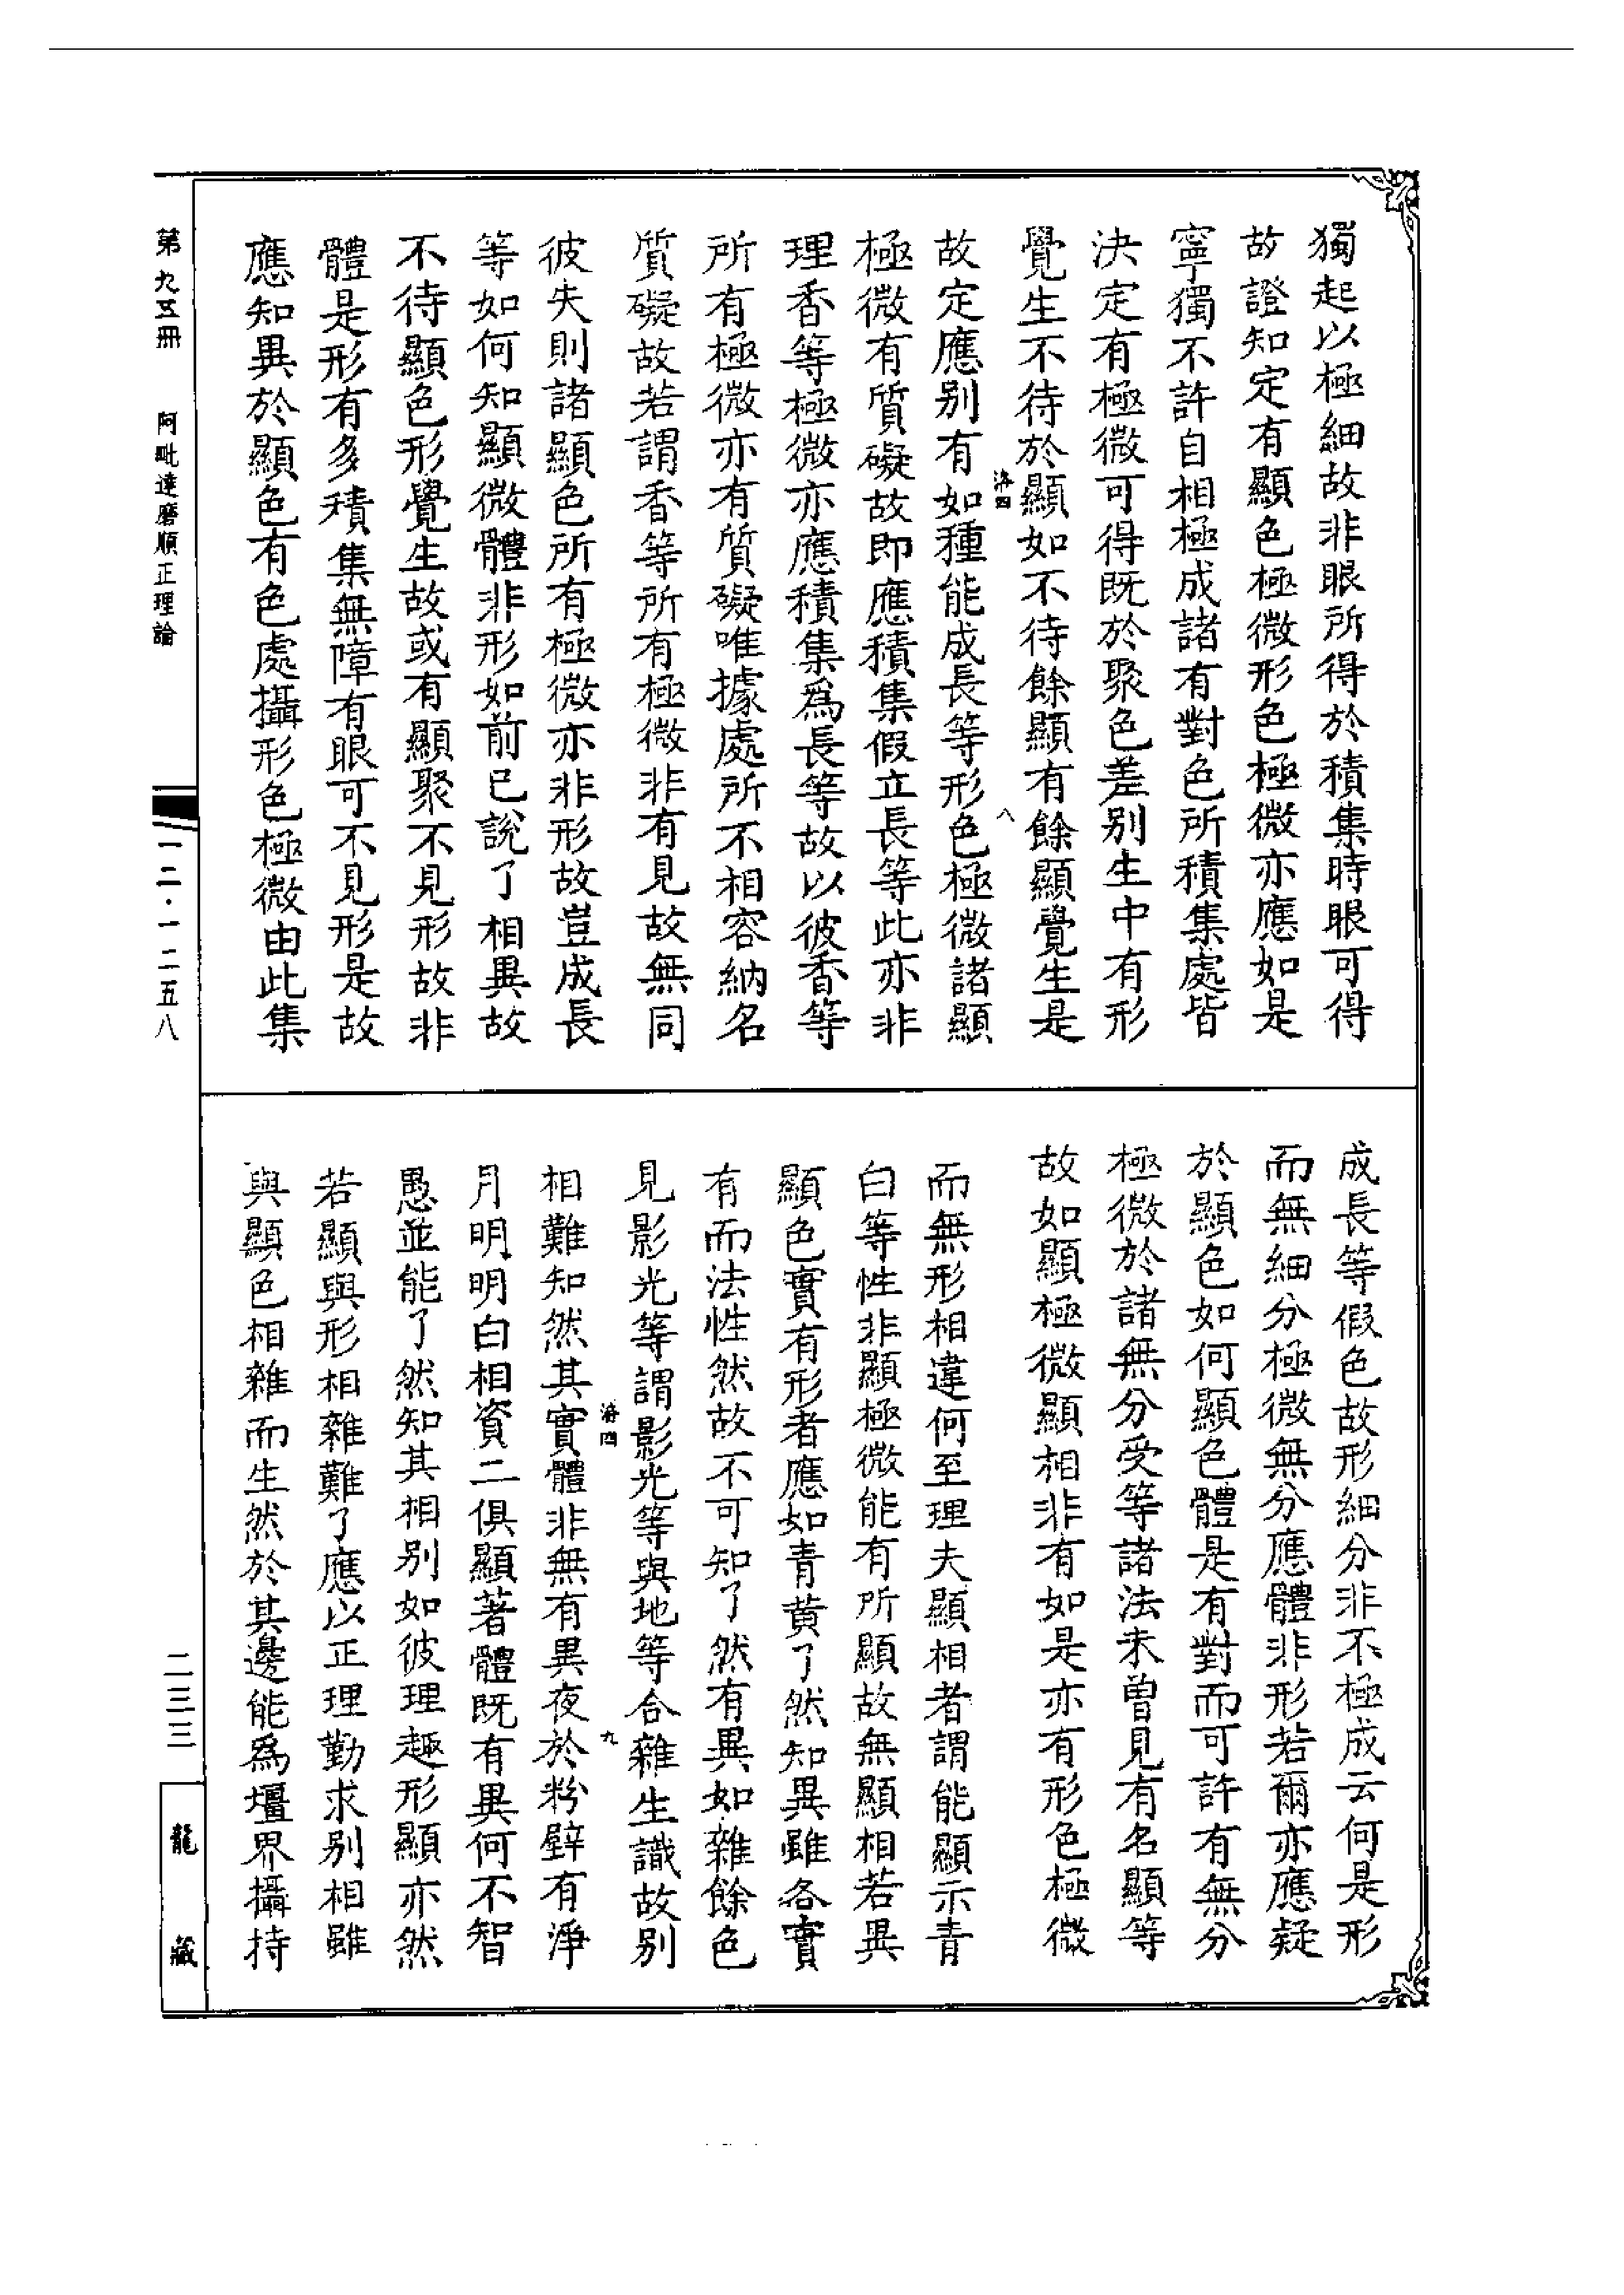 獨起以極細故非眼所得於積集時眼可得
故證知定有顯色極微形色極微亦應如是
寧獨不許自相極成諸有對色所積集處皆
決定有極微可得既於聚色差別生中有形
覺生不待於顯如不待餘顯有餘顯覺生是
洛四
八
故定應別有如種能成長等形色極微諸顯
極微有質礙故即應積集假立長等此亦非
理香等極微亦應積集為長等故以彼香等
所有極微亦有質礙唯據處所不相容納名
質礙故若謂香等所有極微非有見故無同
彼失則諸顯色所有極微亦非形故豈成長
等如何知顯微體非形如前已說了相異故
不待顯色形覺生故或有顯聚不見形故非
體是形有多積集無障有眼可不見形是故
應知異於顯色有色處攝形色極微由此集
成長等假色故形細分非不極成云何是形
而無細分極微無分應體非形若爾亦應疑
於顯色如何顯色體是有對而可許有無分
極微於諸無分受等諸法未曾見有名顯等
故如顯極微顯相非有如是亦有形色極微
而無形相違何至理夫顯相者謂能顯示青
白等性非顯極微能有所顯故無顯相若異
顯色實有形者應如青黃了然知異雖各實
有而法性然故不可知了然有異如雜餘色
見影光等謂影光等與地等合雜生識故別
洛四
九
相難知然其實體非無有異夜於粉壁有淨
月明明白相資二俱顯著體既有異何不智
愚並能了然知其相別如彼理趣形顯亦然
若顯與形相雜難了應以正理勤求別相雖
與顯色相雜而生然於其邊能為壃界攝持
第九五冊 阿毗達磨順正理論
一二·一二五八
二三三
龍藏